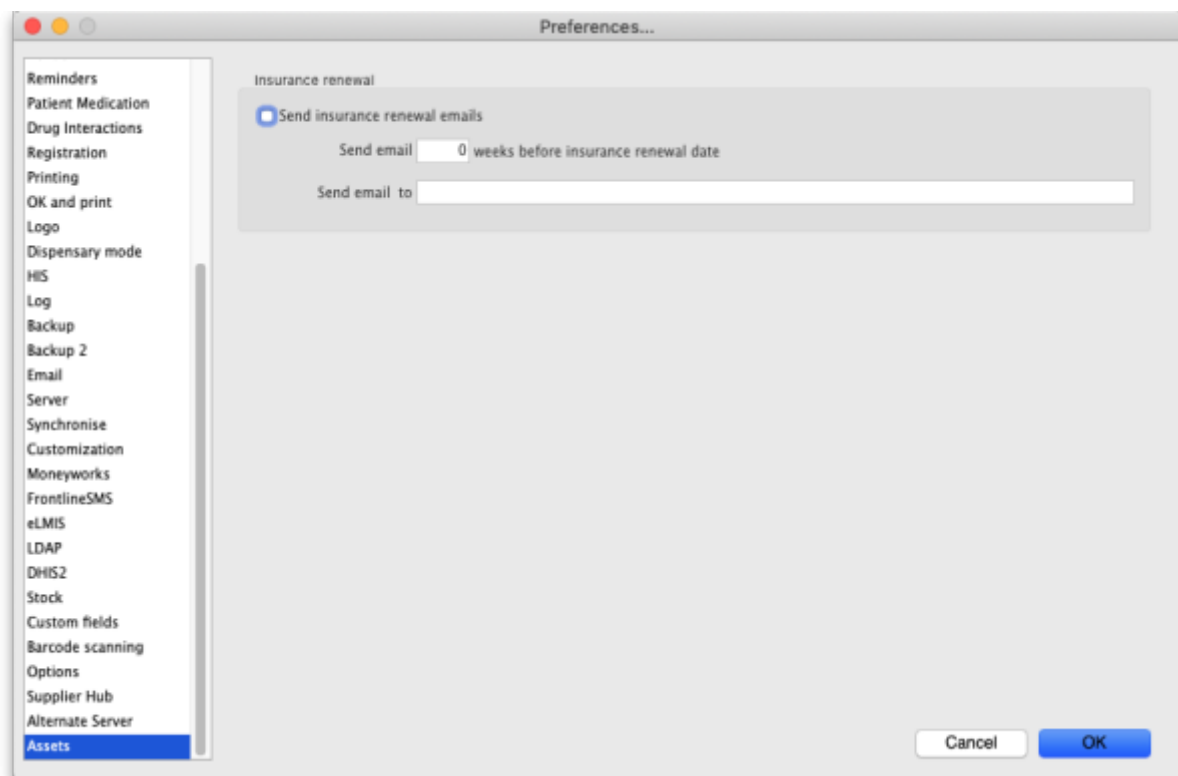 Preferences...
Reminders
Patient Medication
Drug Interactions
Registration
Printing
OK and print
Logo
Dispensary mode
HIS
Log
Backup
Backup 2
Email
Server
Synchronise
Customization
Moneyworks
FrontlineSMS
eLMIS
LDAP
DHIS2
Stock
Custom fields
Barcode scanning
Options
Supplier Hub
Alternate Server
Assets
Insurance renewal
Send insurance renewal emails
Send email 0 weeks before insurance renewal date
Send email to
Cancel OK